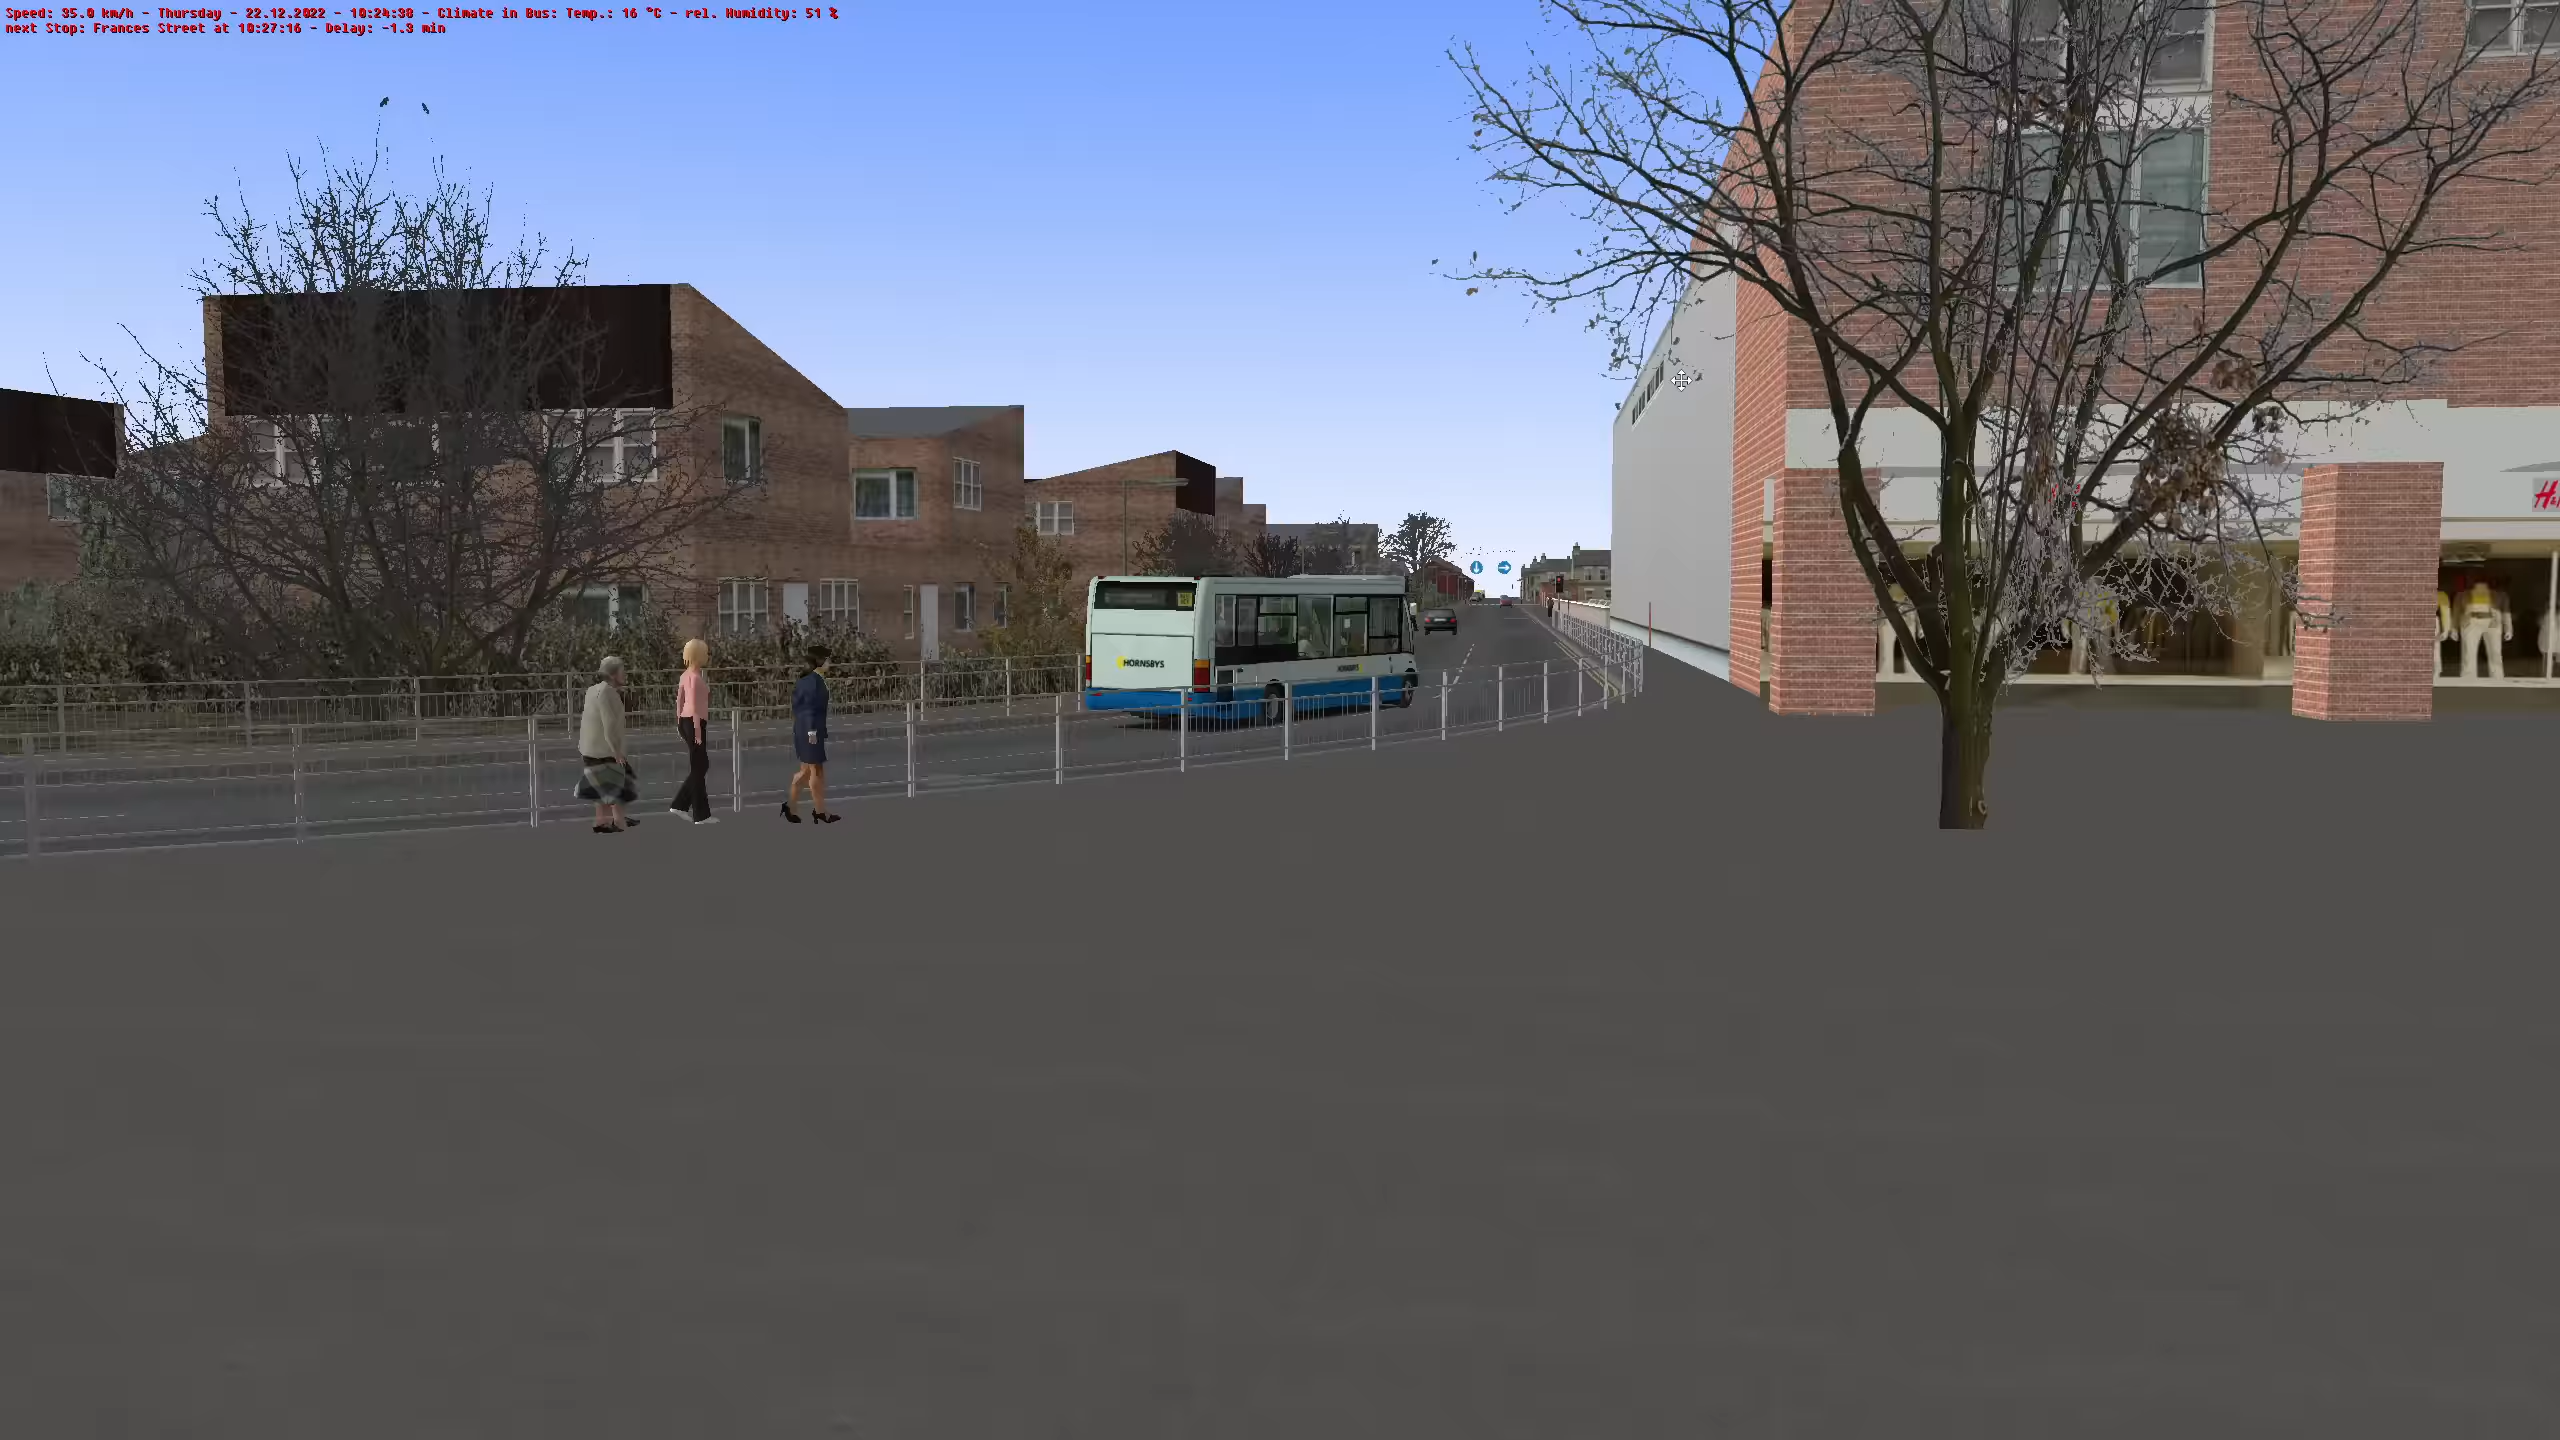 Speed: 35.0 km/h - Thursday - 22.12.2022 - 10:24:38 - Climate in Bus: Temp.: 16 °C - rel. Humidity: 51 %
next Stop: Frances Street at 10:27:16 - Delay: -1.3 min
HORNSBYS
HORNSBYS